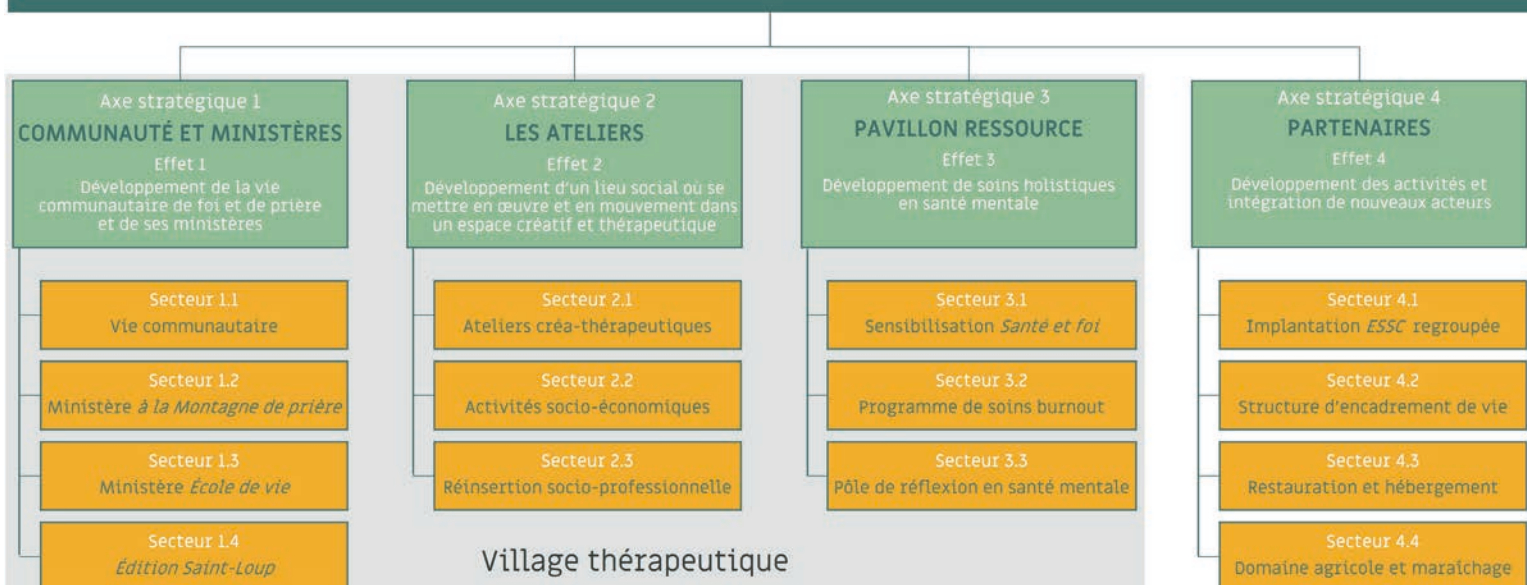 Axe stratégique 1
COMMUNAUTÉ ET MINISTÈRES
Effet 1
Développement de la vie
communautaire de foi et de prière
et de ses ministères
Secteur 1.1
Vie communautaire
Secteur 1.2
Ministère à la Montagne de prière
Secteur 1.3
Ministère École de vie
Secteur 1.4
Édition Saint-Loup
Axe stratégique 2
LES ATELIERS
Effet 2
Développement d'un lieu social où se
mettre en œuvre et en mouvement dans
un espace créatif et thérapeutique
Secteur 2.1
Ateliers créa-thérapeutiques
Secteur 2.2
Activités socio-économiques
Secteur 2.3
Réinsertion socio-professionnelle
Axe stratégique 3
PAVILLON RESSOURCE
Effet 3
Développement de soins holistiques
en santé mentale
Secteur 3.1
Sensibilisation Santé et foi
Secteur 3.2
Programme de soins burnout
Secteur 3.3
Pôle de réflexion en santé mentale
Village thérapeutique
Axe stratégique 4
PARTENAIRES
Effet 4
Développement des activités et
intégration de nouveaux acteurs
Secteur 4.1
Implantation ESSC regroupée
Secteur 4.2
Structure d'encadrement de vie
Secteur 4.3
Restauration et hébergement
Secteur 4.4
Domaine agricole et maraîchage